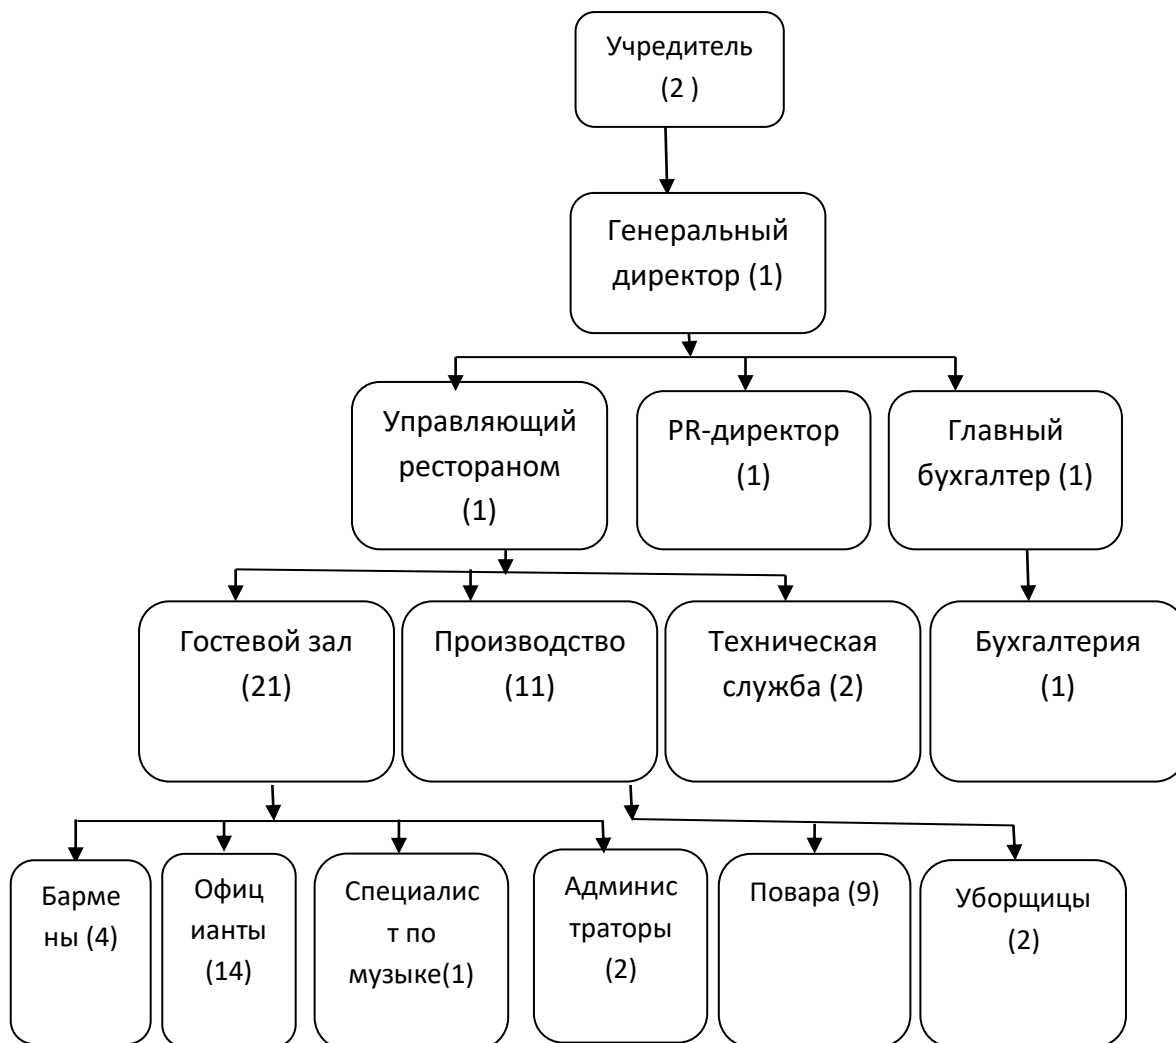 Учредитель
(2 )
Генеральный
директор (1)
Управляющий
рестораном
(1)
PR-директор
(1)
Главный
бухгалтер (1)
Гостевой зал
(21)
Производство
(11)
Техническая
служба (2)
Бухгалтерия
(1)
Барме
ны (4)
Офиц
ианты
(14)
Специалис
т по
музыке(1)
Админис
траторы
(2)
Повара (9)
Уборщицы
(2)